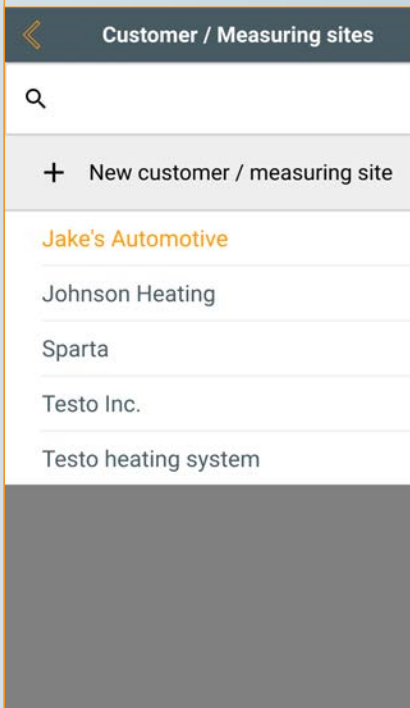 Customer / Measuring sites
+ New customer / measuring site
Jake's Automotive
Johnson Heating
Sparta
Testo Inc.
Testo heating system